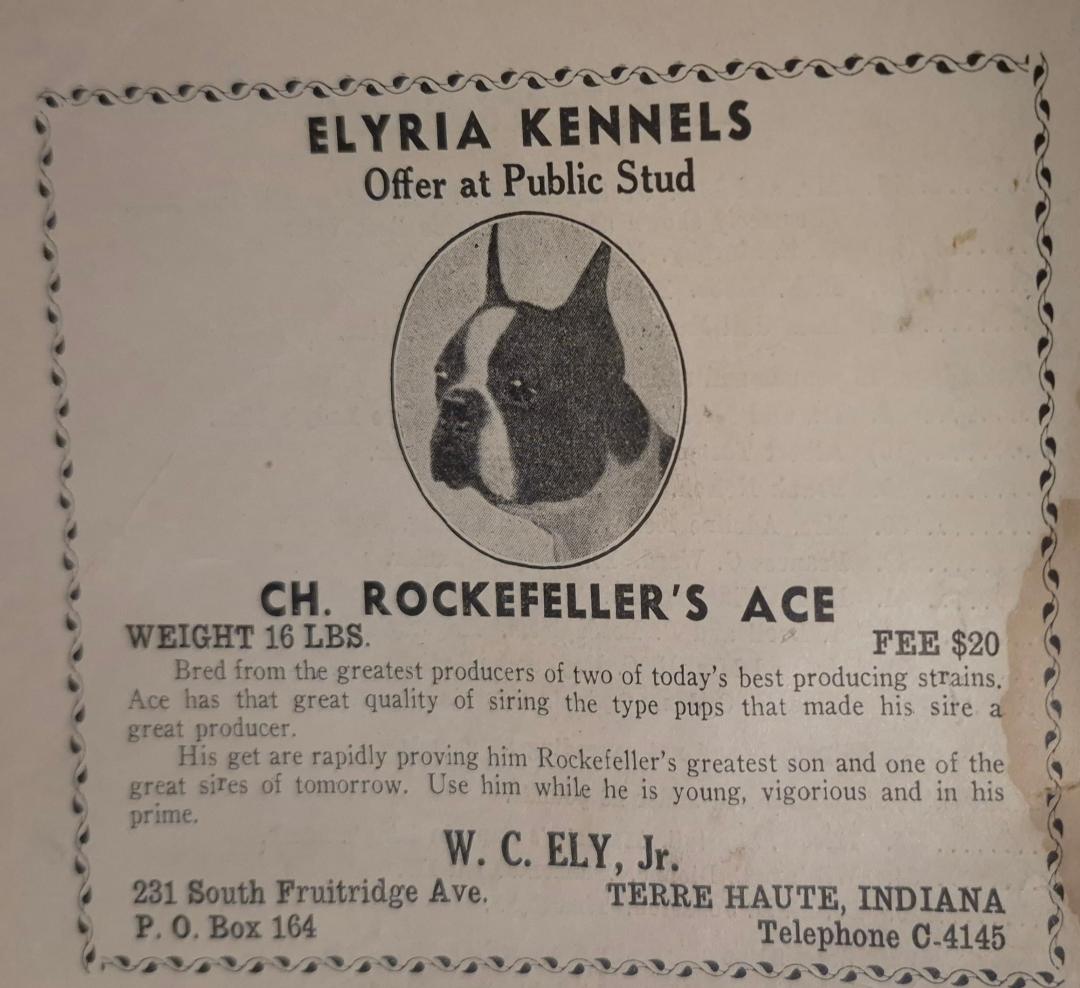 ELYRIA KENNELS
Offer at Public Stud
CH. ROCKEFELLER'S ACE
WEIGHT 16 LBS. FEE $20
Bred from the greatest producers of two of today's best producing strains.
Ace has that great quality of siring the type pups that made his sire a
great producer.
His get are rapidly proving him Rockefeller's greatest son and one of the
great sires of tomorrow. Use him while he is young, vigorious and in his
prime.
W. C. ELY, Jr.
231 South Fruitridge Ave. TERRE HAUTE, INDIANA
P. O. Box 164 Telephone C-4145